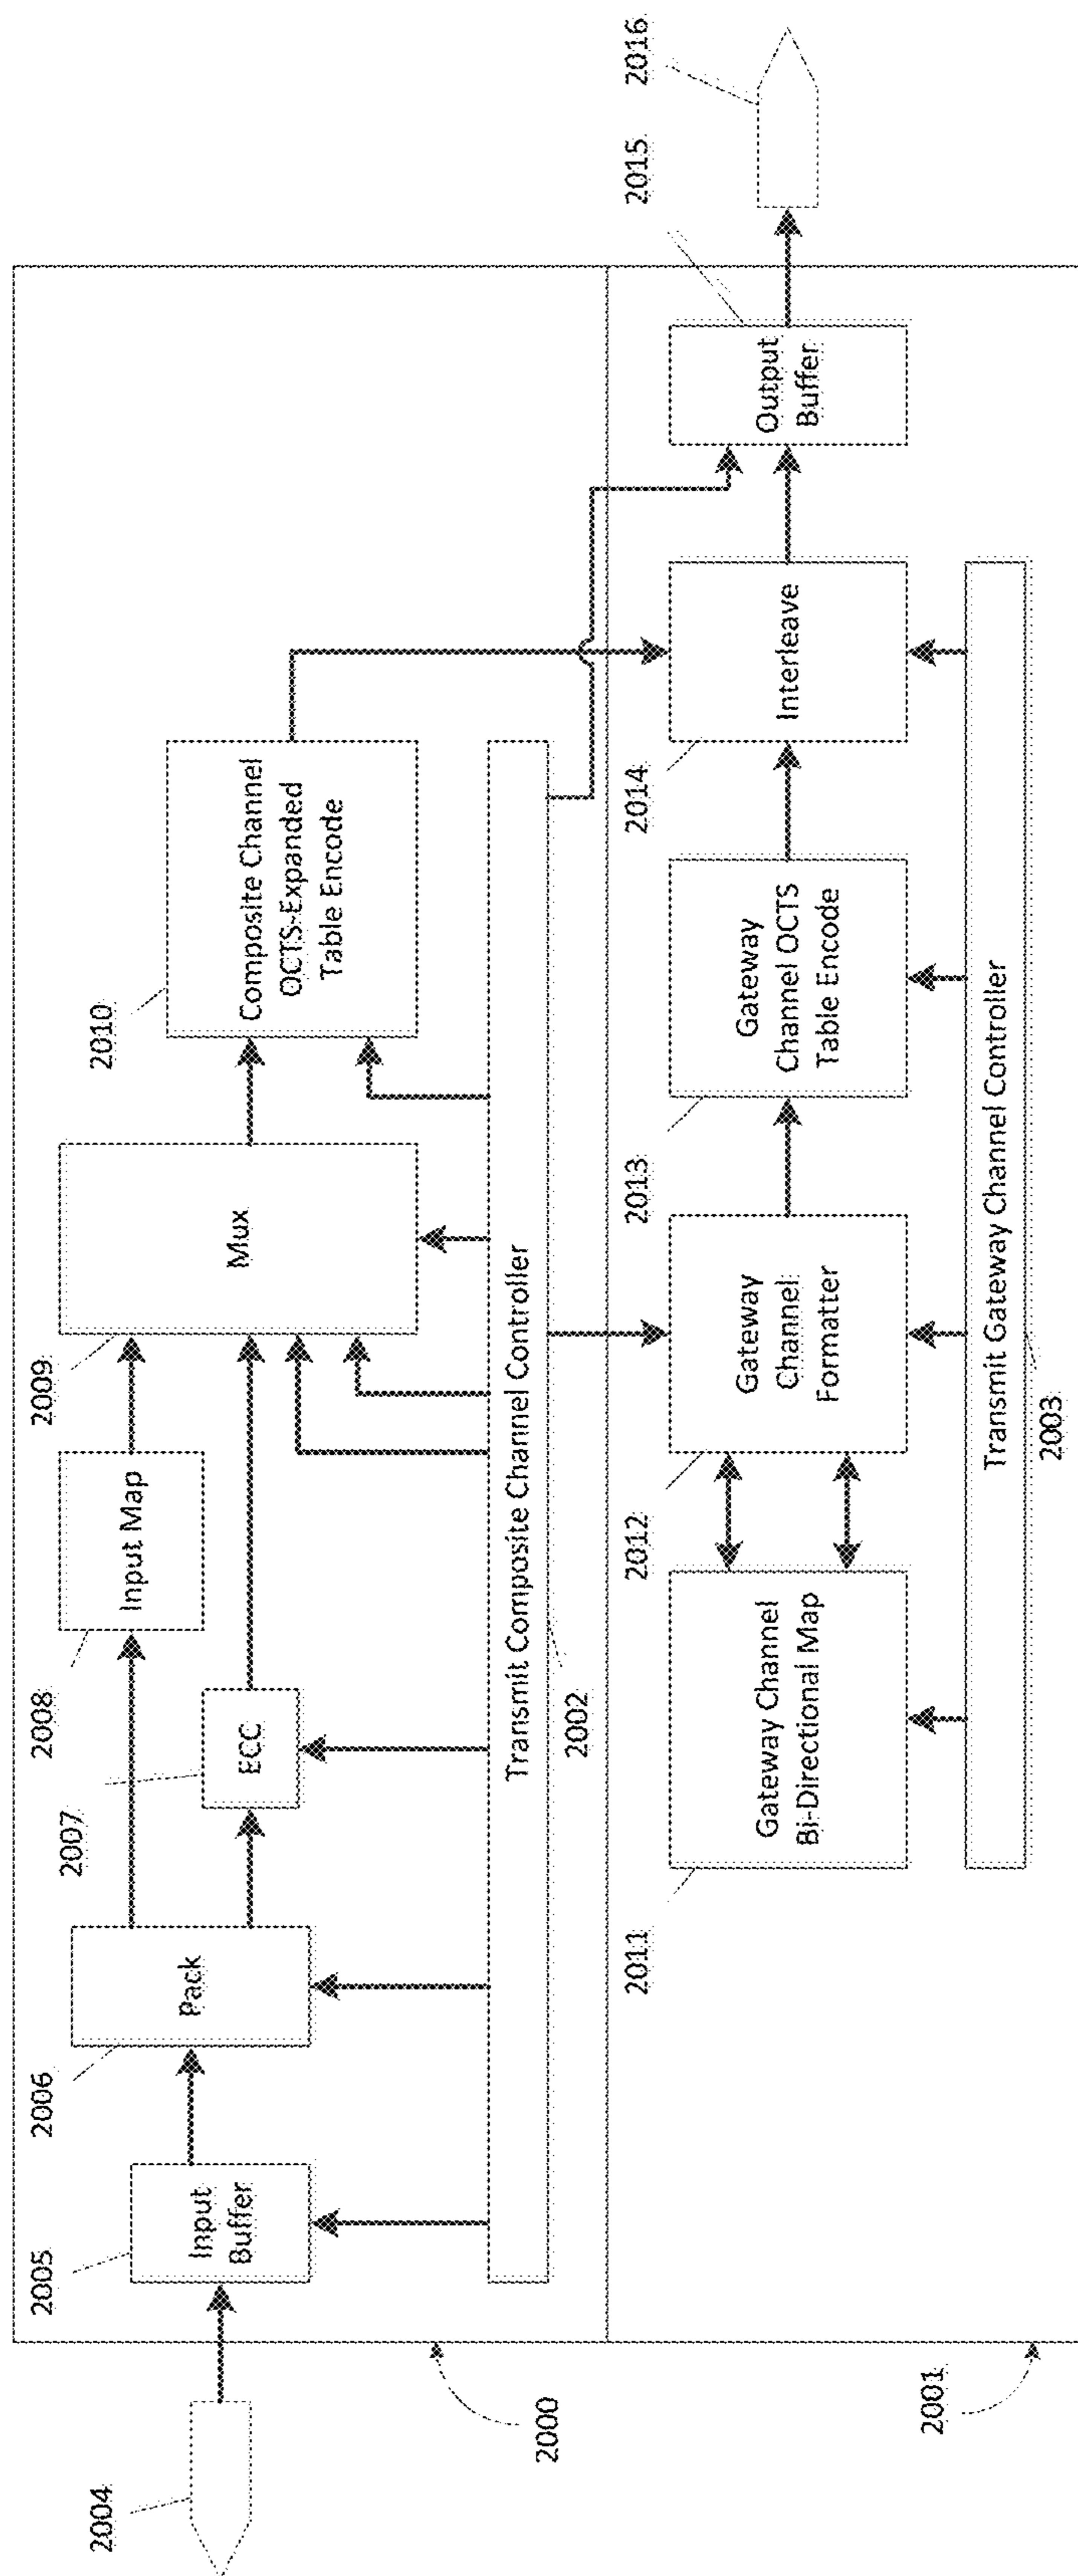 2004
2005
Input
Buffer
2006
Pack
2007
ECC
2008
Input Map
2009
Mux
2010
Composite Channel
OCTS-Expanded
Table Encode
Transmit Composite Channel Controller
2002
2000
2011
Gateway Channel
Bi-Directional Map
2012
Gateway
Channel
Formatter
2013
Gateway
Channel OCTS
Table Encode
2014
Interleave
2015
Output
Buffer
2016
Transmit Gateway Channel Controller
2003
2001